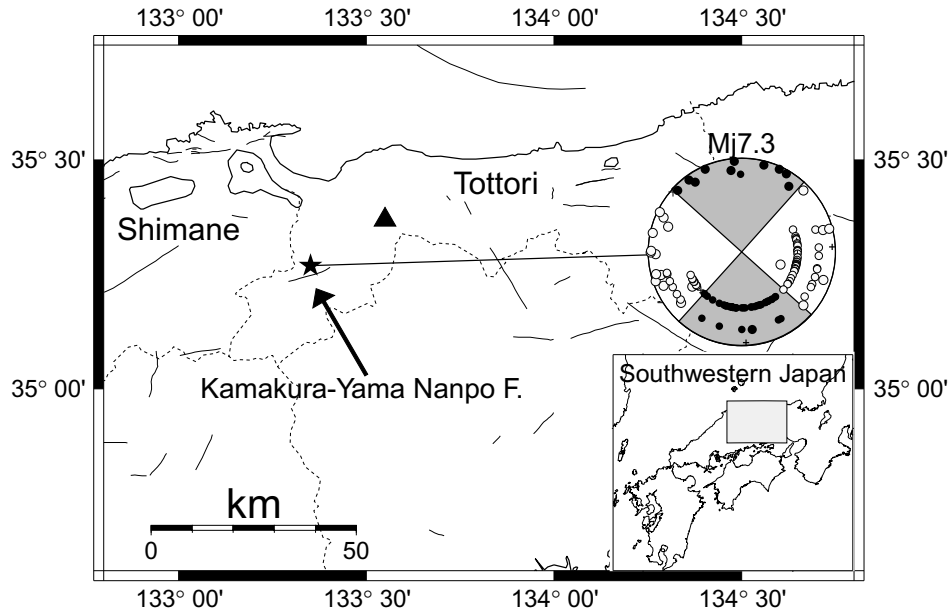 133° 00' 133° 30' 134° 00' 134° 30'
Mj7.3
35° 30' 35° 30'
Tottori
Shimane
Southwestern Japan
35° 00' 35° 00'
Kamakura-Yama Nanpo F.
km
0 50
133° 00' 133° 30' 134° 00' 134° 30'